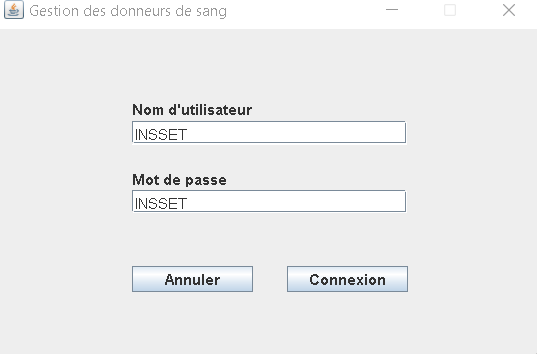 Gestion des donneurs de sang
Nom d'utilisateur
INSSET
Mot de passe
INSSET
Annuler Connexion